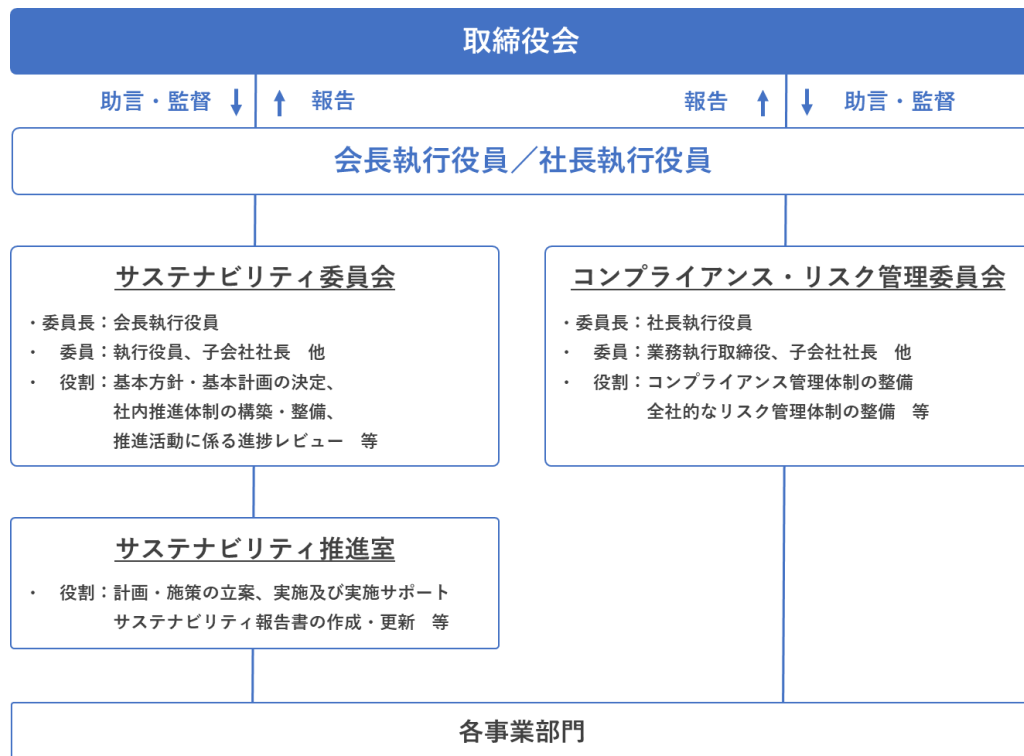 取締役会
助言・監督 ↓ ↑ 報告
報告 ↑ ↓ 助言・監督
会長執行役員／社長執行役員
サステナビリティ委員会
・委員長：会長執行役員
・　委員：執行役員、子会社社長　他
・　役割：基本方針・基本計画の決定、
社内推進体制の構築・整備、
推進活動に係る進捗レビュー　等
コンプライアンス・リスク管理委員会
・委員長：社長執行役員
・　委員：業務執行取締役、子会社社長　他
・　役割：コンプライアンス管理体制の整備
全社的なリスク管理体制の整備　等
サステナビリティ推進室
・　役割：計画・施策の立案、実施及び実施サポート
サステナビリティ報告書の作成・更新　等
各事業部門